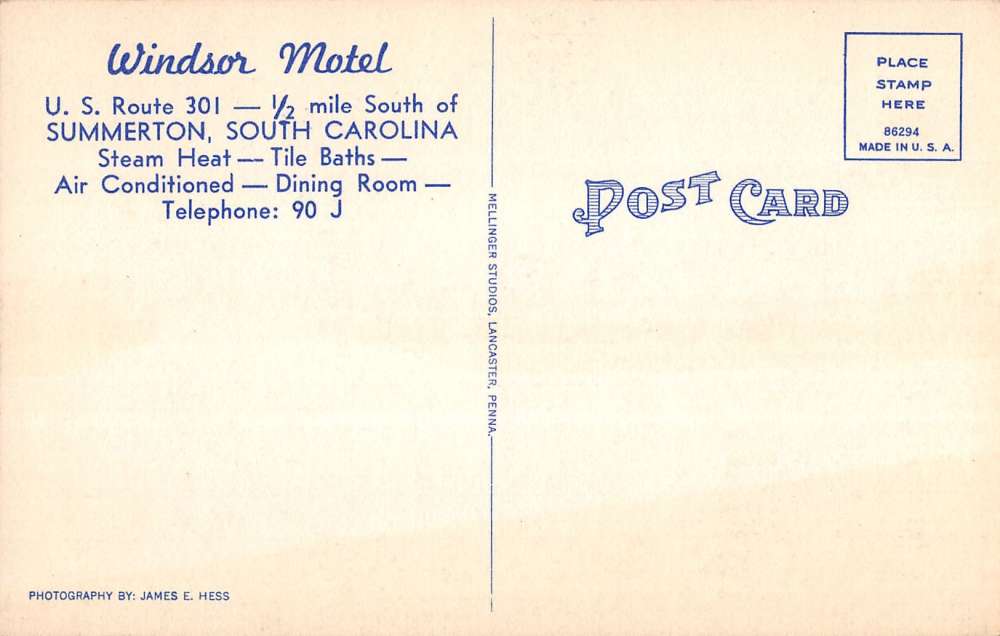 Windsor Motel
U. S. Route 301 — 1/2 mile South of
SUMMERTON, SOUTH CAROLINA
Steam Heat — Tile Baths —
Air Conditioned — Dining Room —
Telephone: 90 J
PHOTOGRAPHY BY: JAMES E. HESS
MELLINGER STUDIOS, LANCASTER, PENNA.
POST CARD
PLACE
STAMP
HERE
86294
MADE IN U. S. A.